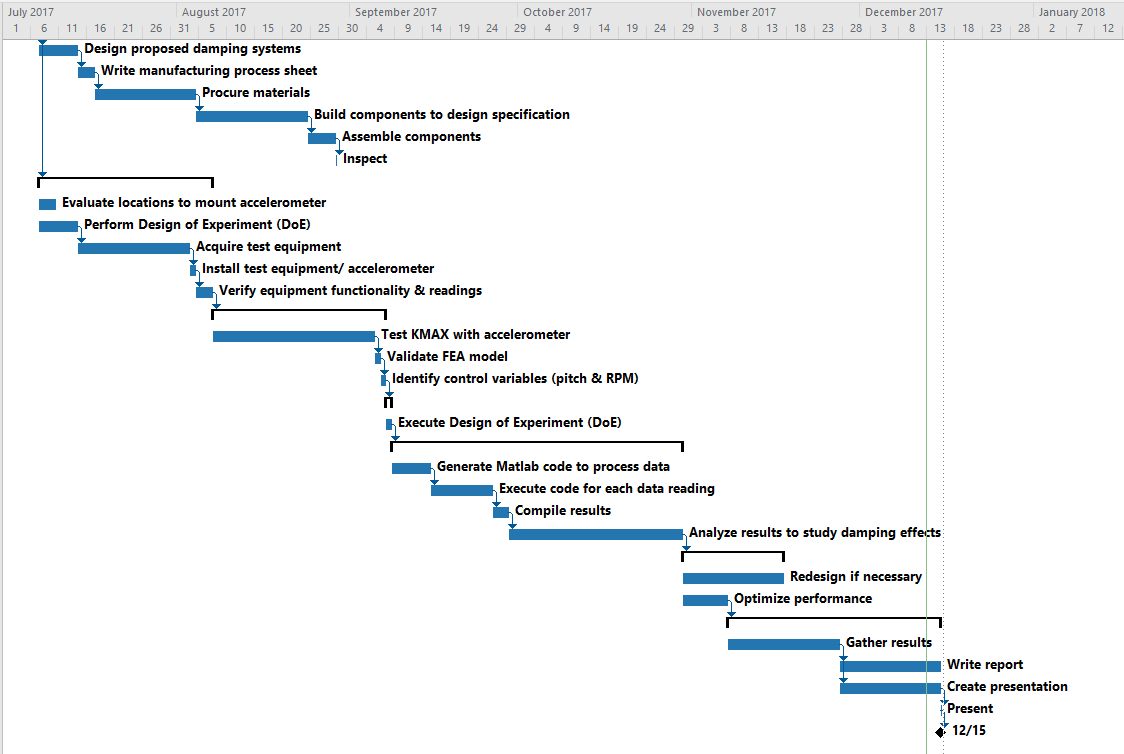 July 2017 August 2017 September 2017 October 2017 November 2017 December 2017 January 2018
1 6 11 16 21 26 31 5 10 15 20 25 30 4 9 14 19 24 29 4 9 14 19 24 29 3 8 13 18 23 28 3 8 13 18 23 28 2 7 12
Design proposed damping systems
Write manufacturing process sheet
Procure materials
Build components to design specification
Assemble components
Inspect
Evaluate locations to mount accelerometer
Perform Design of Experiment (DoE)
Acquire test equipment
Install test equipment/ accelerometer
Verify equipment functionality & readings
Test KMAX with accelerometer
Validate FEA model
Identify control variables (pitch & RPM)
Execute Design of Experiment (DoE)
Generate Matlab code to process data
Execute code for each data reading
Compile results
Analyze results to study damping effects
Redesign if necessary
Optimize performance
Gather results
Write report
Create presentation
Present
12/15